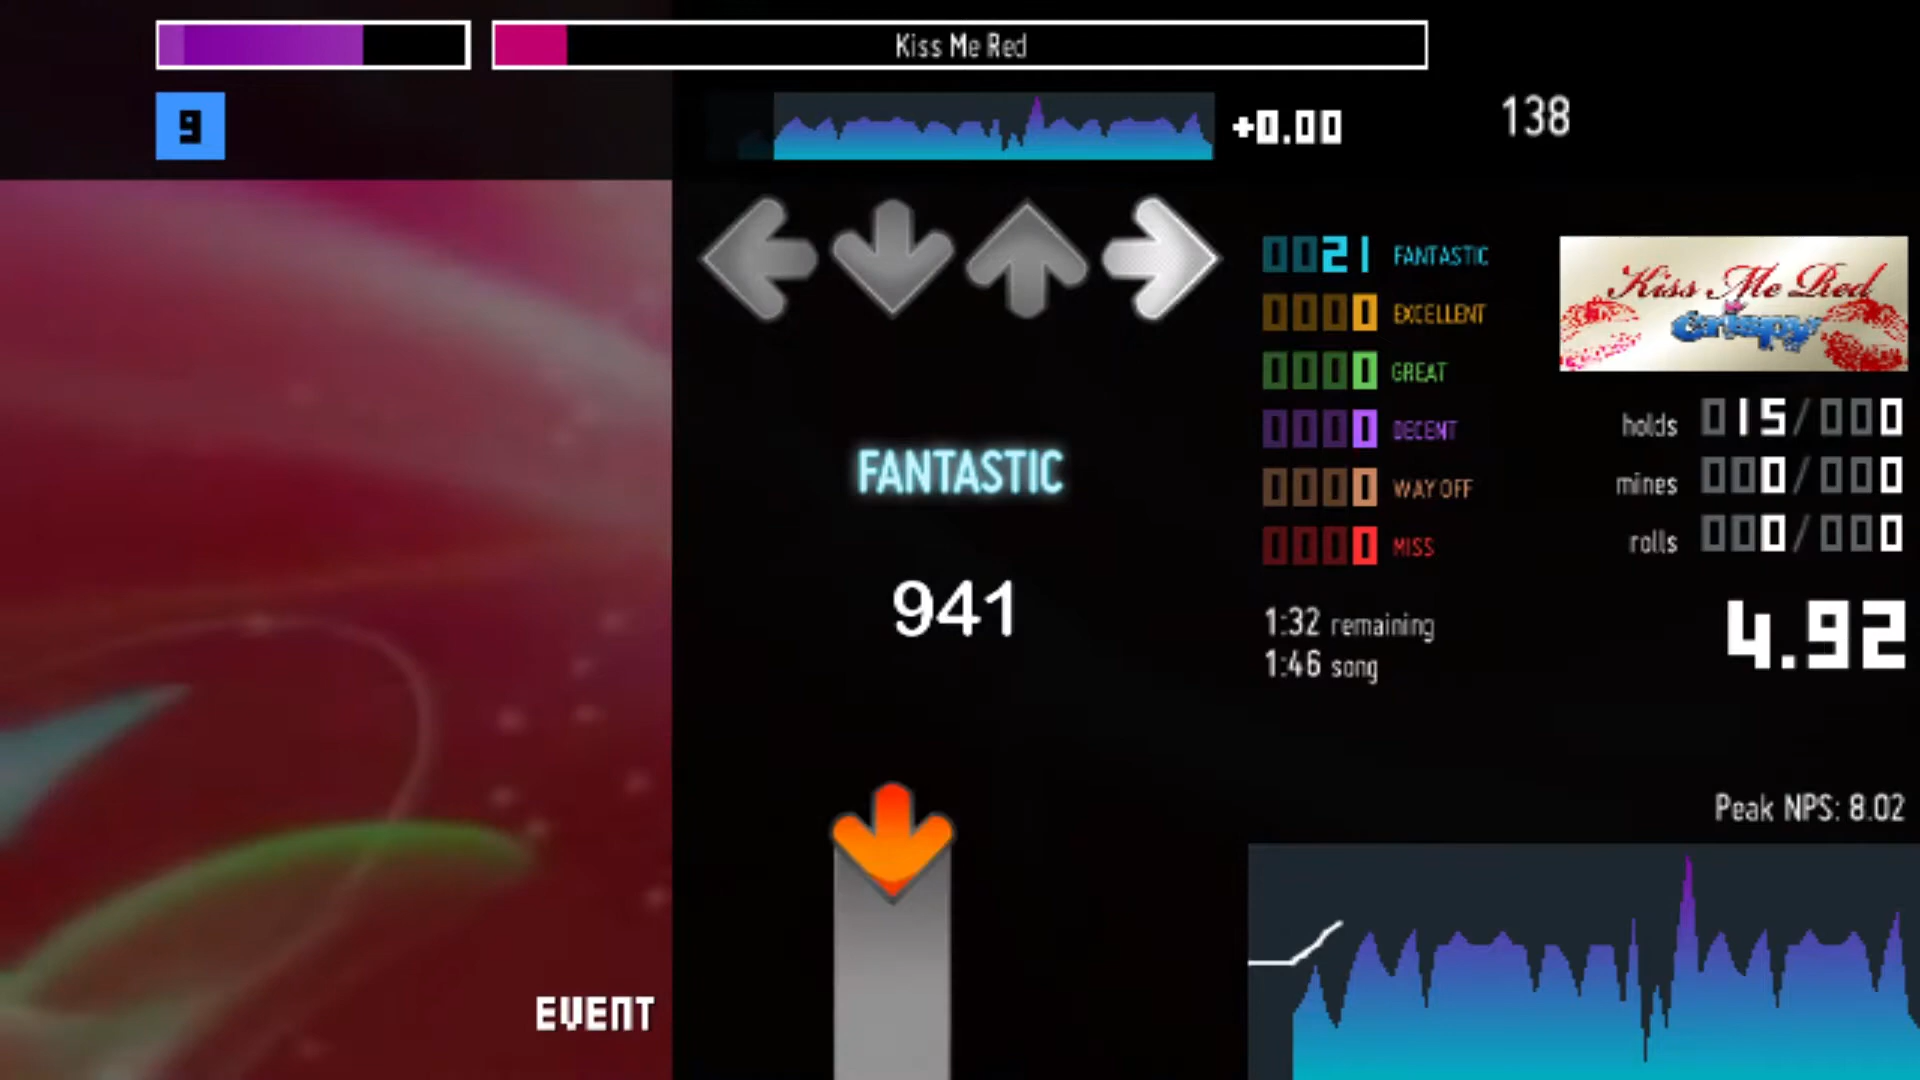 Kiss Me Red
9
+0.00
138
0021 FANTASTIC
0000 EXCELLENT
0000 GREAT
0000 DECENT
0000 WAY OFF
0000 MISS
Kiss Me Red
holds 015/000
mines 000/000
rolls 000/000
FANTASTIC
941
1:32 remaining
1:46 song
4.92
Peak NPS: 8.02
EVENT